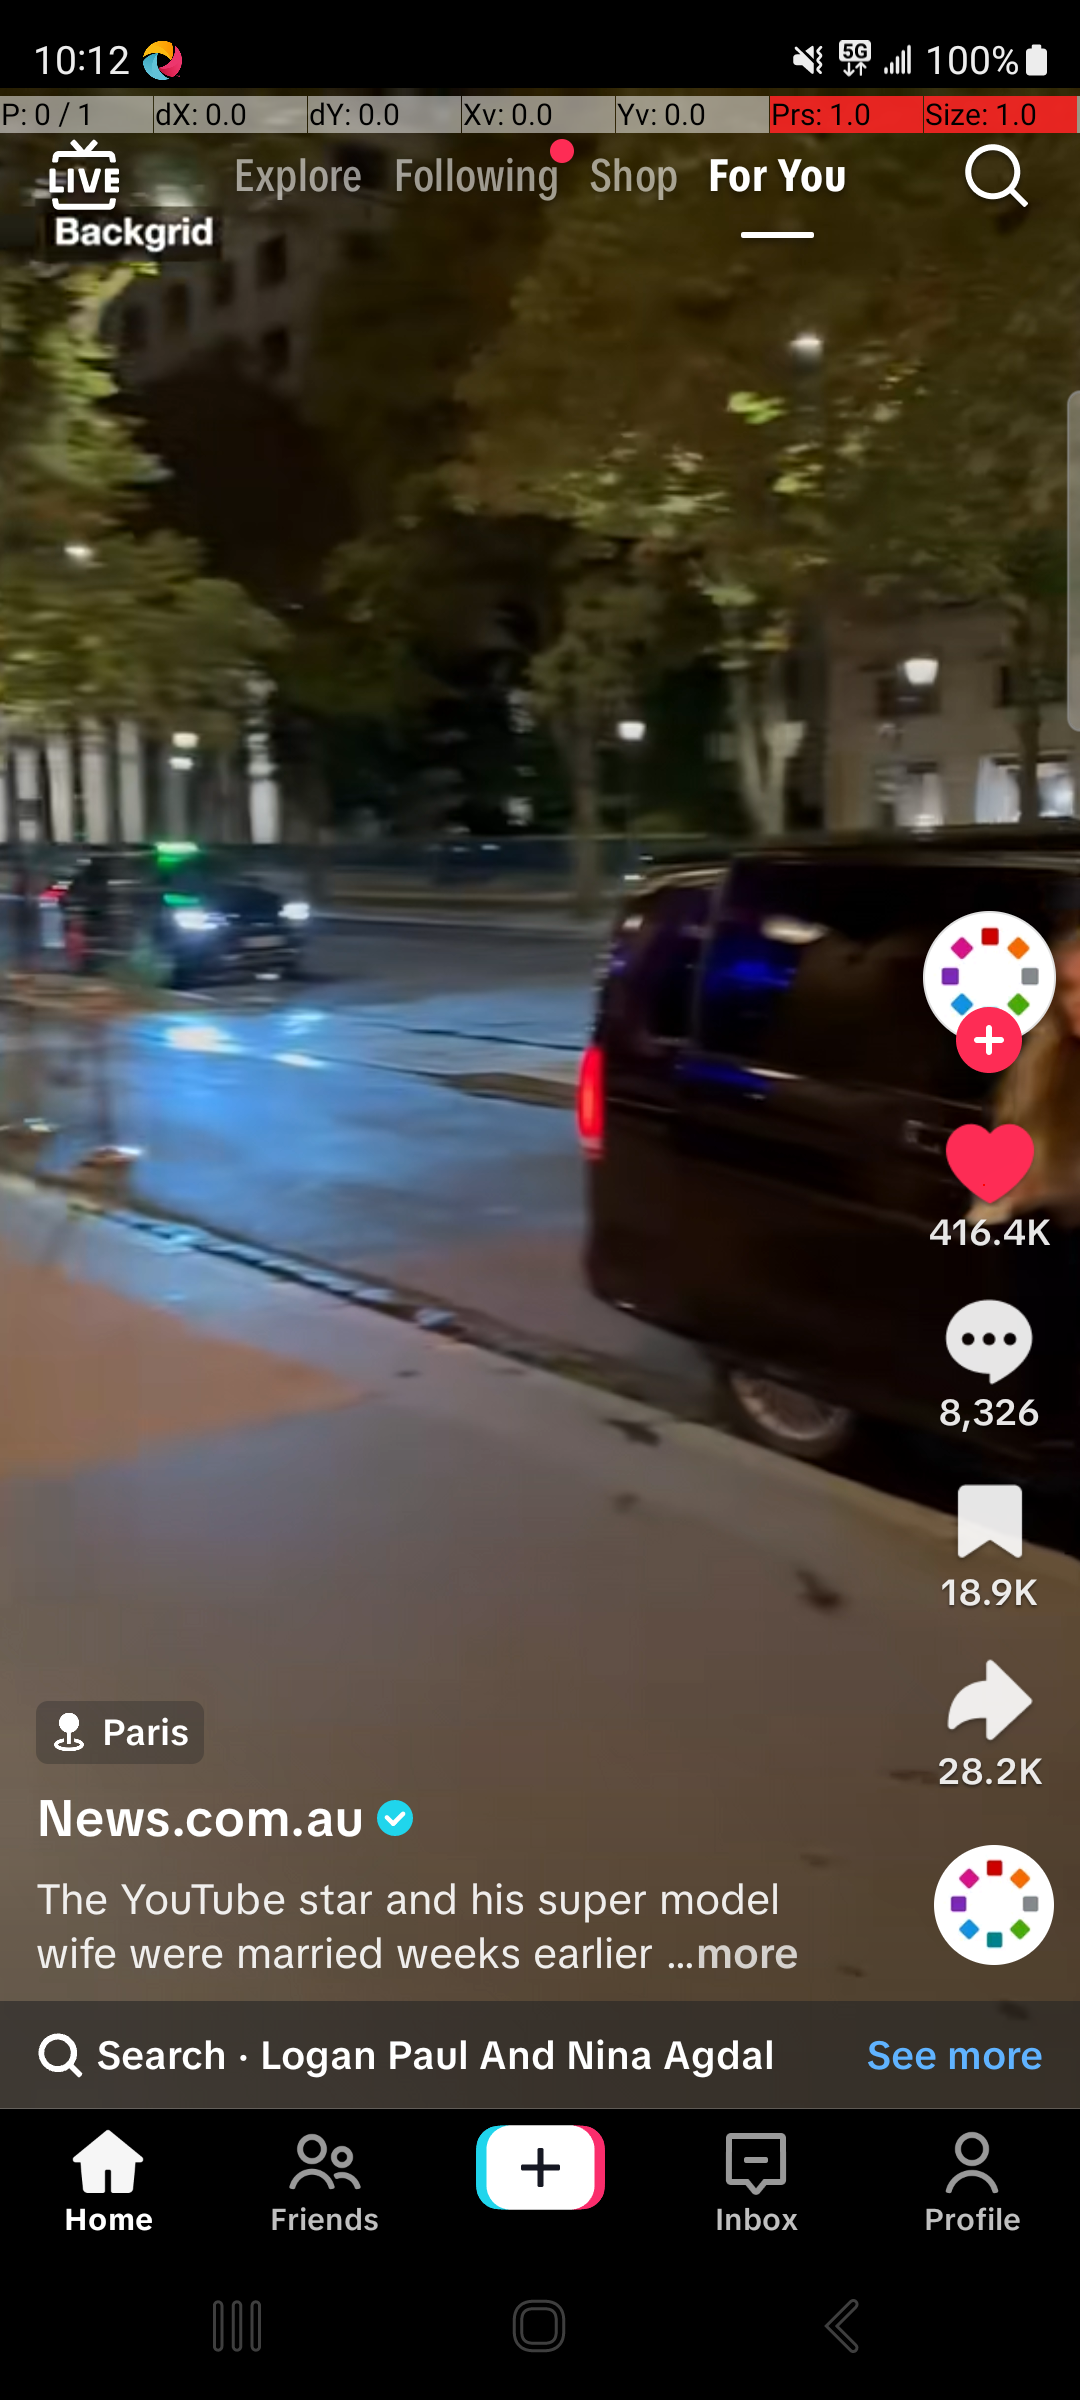 10:12 5G 100%
P: 0 / 1 dX: 0.0 dY: 0.0 Xv: 0.0 Yv: 0.0 Prs: 1.0 Size: 1.0
LIVE Explore Following Shop For You
Backgrid
416.4K
8,326
18.9K
28.2K
Paris
News.com.au
The YouTube star and his super model
wife were married weeks earlier ...more
Search · Logan Paul And Nina Agdal See more
Home Friends Inbox Profile